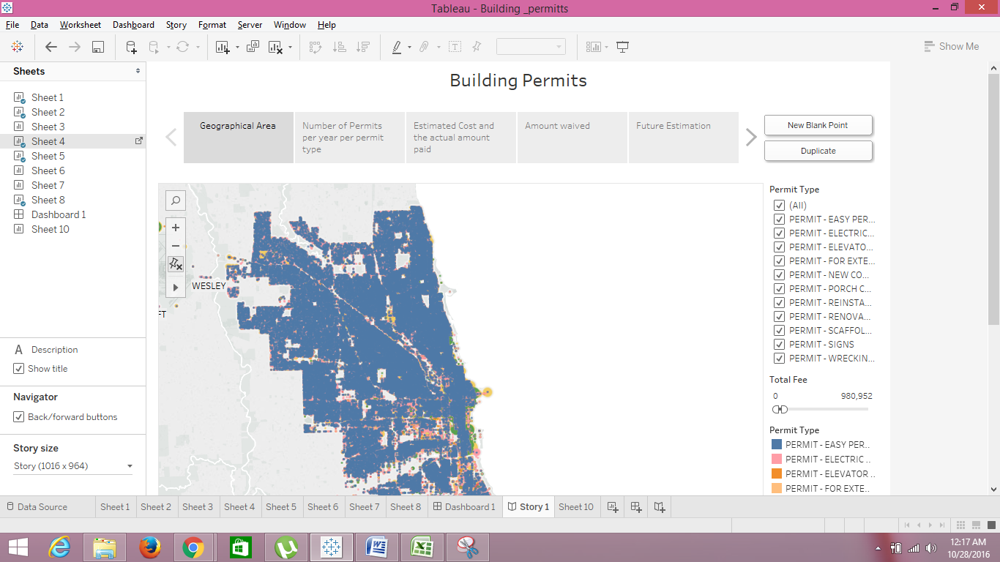 Tableau - Building _permitts
File Data Worksheet Dashboard Story Format Server Window Help
Show Me
Sheets
Sheet 1
Sheet 2
Sheet 3
Sheet 4
Sheet 5
Sheet 6
Sheet 7
Sheet 8
Dashboard 1
Sheet 10
A Description
Show title
Navigator
Back/forward buttons
Story size
Story (1016 x 964)
Building Permits
Geographical Area
Number of Permits
per year per permit
type
Estimated Cost and
the actual amount
paid
Amount waived
Future Estimation
New Blank Point
Duplicate
WESLEY
FT
Permit Type
(All)
PERMIT - EASY PER...
PERMIT - ELECTRIC...
PERMIT - ELEVATO...
PERMIT - FOR EXTE...
PERMIT - NEW CO...
PERMIT - PORCH C...
PERMIT - REINSTA...
PERMIT - RENOVA...
PERMIT - SCAFFOL...
PERMIT - SIGNS
PERMIT - WRECKIN...
Total Fee
0 980,952
Permit Type
PERMIT - EASY PER..
PERMIT - ELECTRIC ..
PERMIT - ELEVATOR ..
PERMIT - FOR EXTE..
Data Source Sheet 1 Sheet 2 Sheet 3 Sheet 4 Sheet 5 Sheet 6 Sheet 7 Sheet 8 Dashboard 1 Story 1 Sheet 10
12:17 AM
10/28/2016